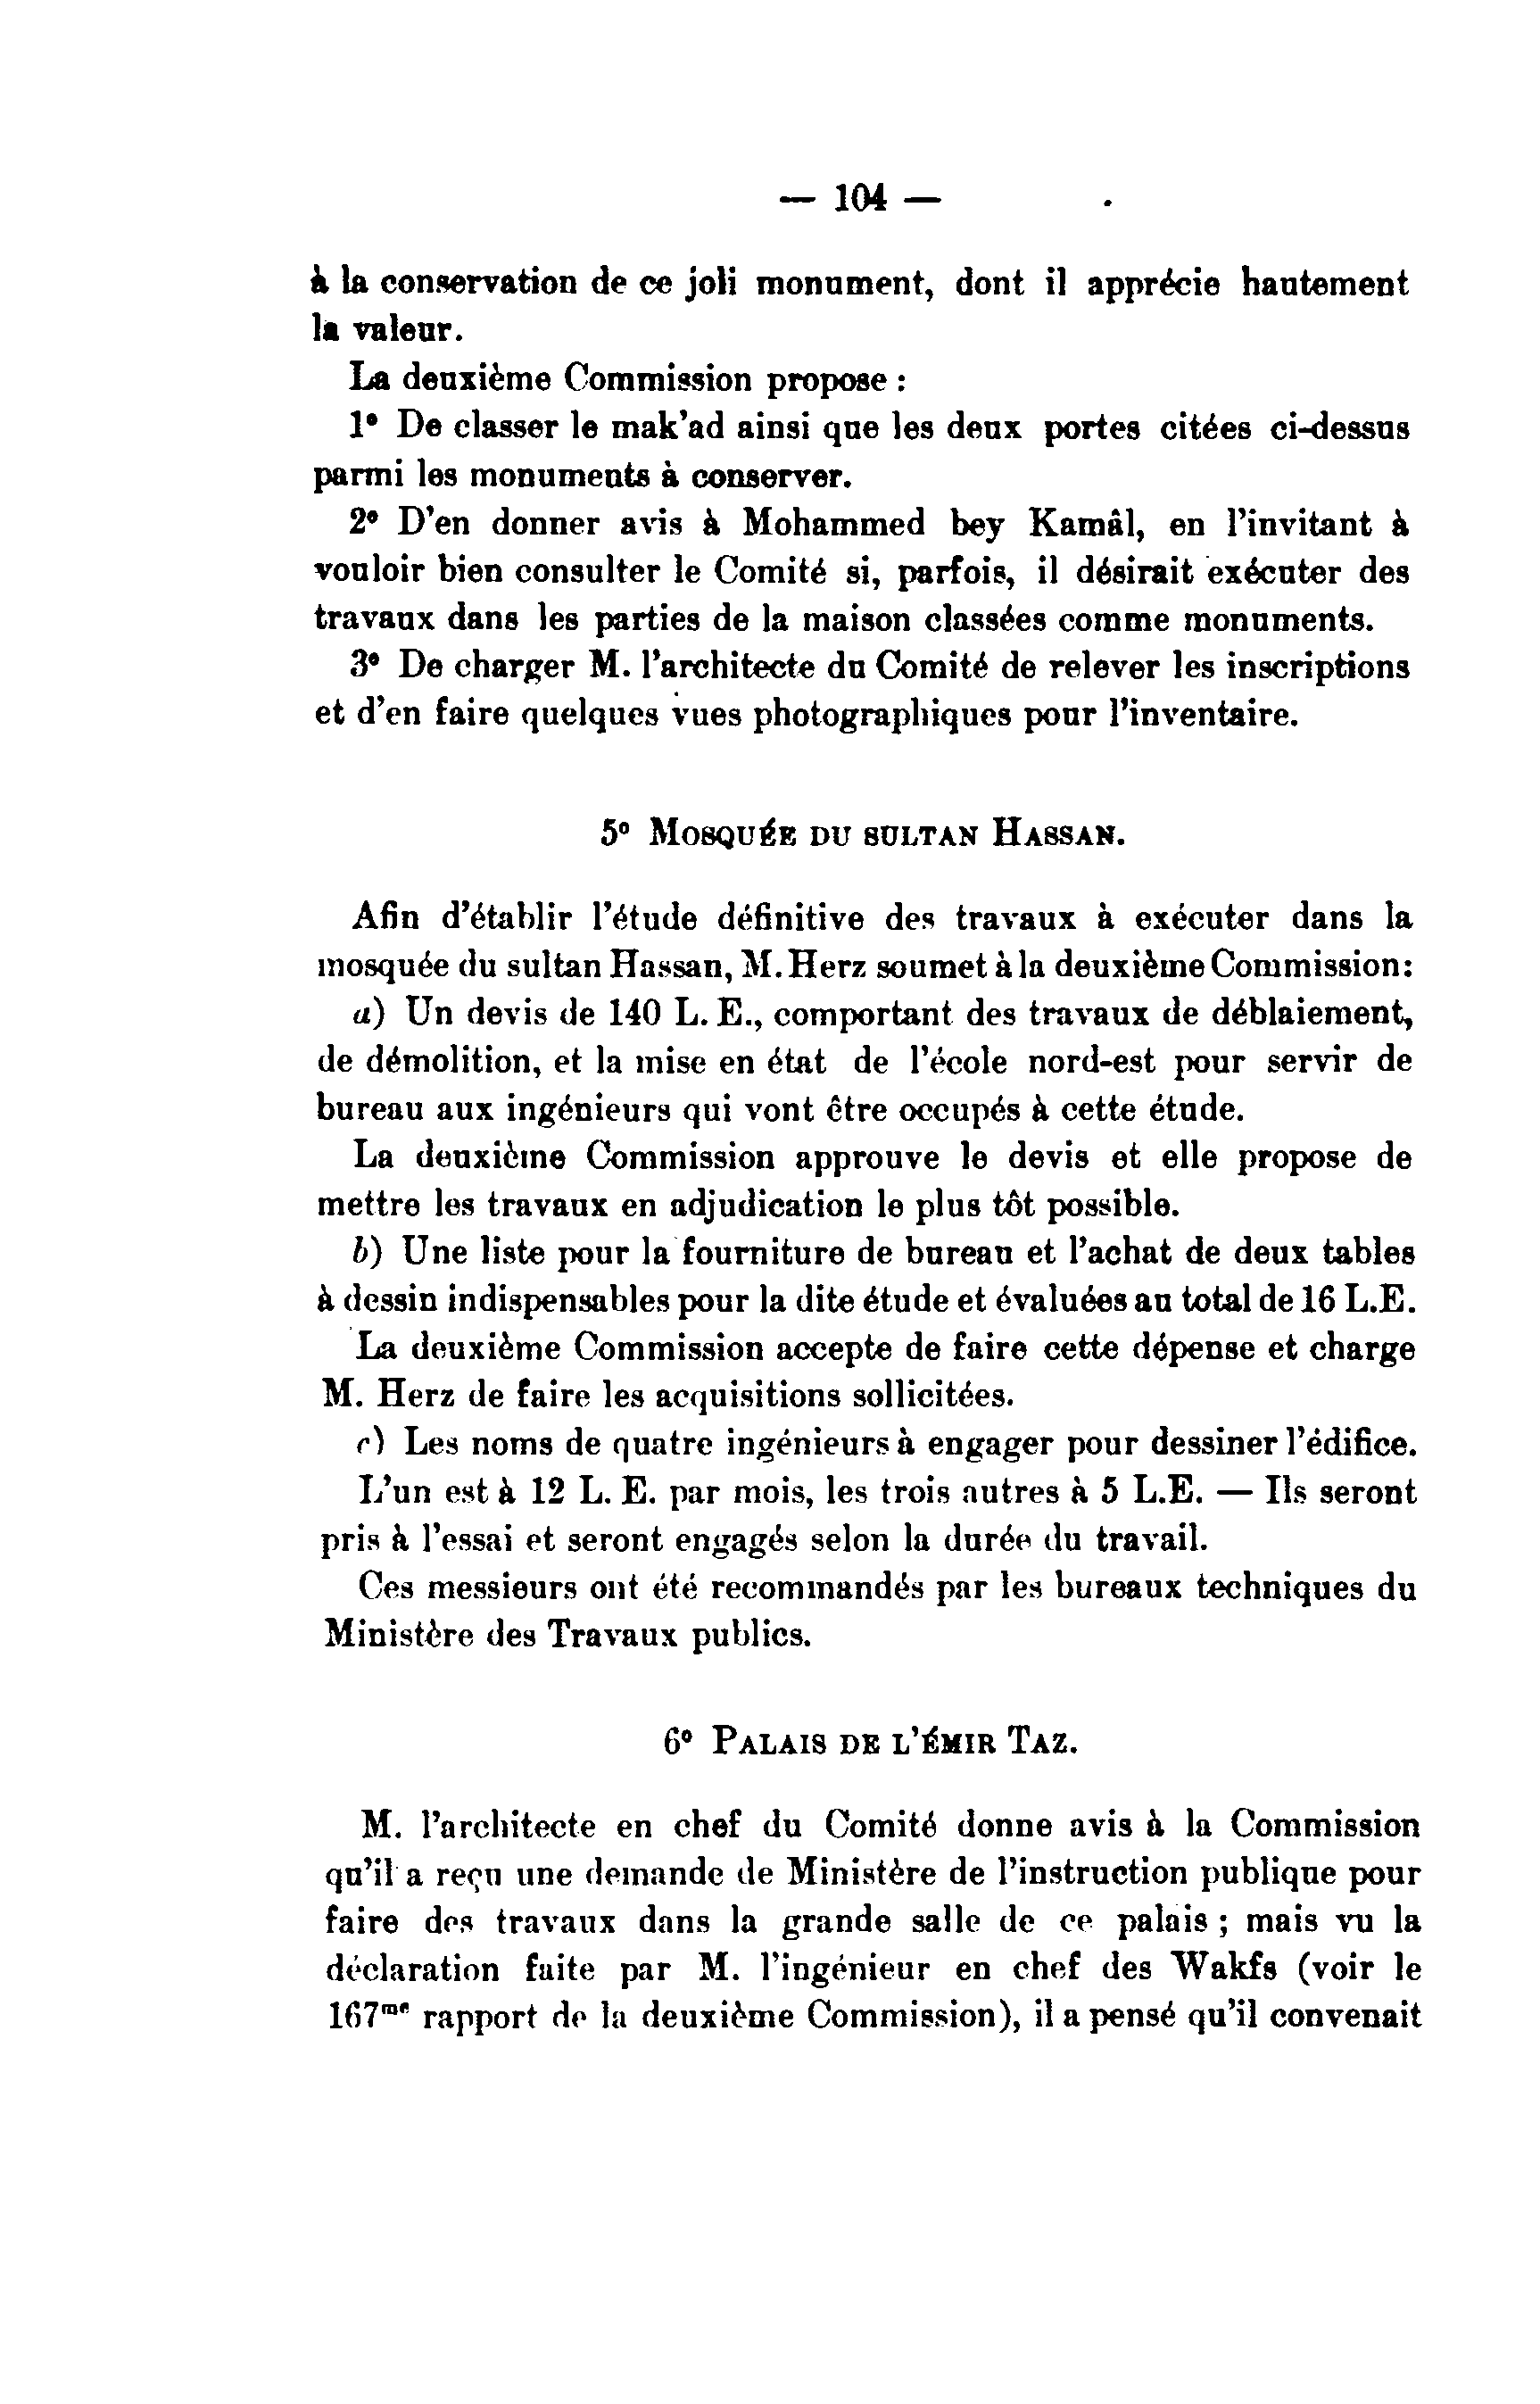 — 104 —
à la conservation de ce joli monument, dont il apprécie hautement
la valeur.
La deuxième Commission propose :
1° De classer le mak'ad ainsi que les deux portes citées ci-dessus
parmi les monuments à conserver.
2° D'en donner avis à Mohammed bey Kamâl, en l'invitant à
vouloir bien consulter le Comité si, parfois, il désirait exécuter des
travaux dans les parties de la maison classées comme monuments.
3° De charger M. l'architecte du Comité de relever les inscriptions
et d'en faire quelques vues photographiques pour l'inventaire.
5° MOSQUÉE DU SULTAN HASSAN.
Afin d'établir l'étude définitive des travaux à exécuter dans la
mosquée du sultan Hassan, M. Herz soumet à la deuxième Commission:
a) Un devis de 140 L. E., comportant des travaux de déblaiement,
de démolition, et la mise en état de l'école nord-est pour servir de
bureau aux ingénieurs qui vont être occupés à cette étude.
La deuxième Commission approuve le devis et elle propose de
mettre les travaux en adjudication le plus tôt possible.
b) Une liste pour la fourniture de bureau et l'achat de deux tables
à dessin indispensables pour la dite étude et évaluées au total de 16 L.E.
La deuxième Commission accepte de faire cette dépense et charge
M. Herz de faire les acquisitions sollicitées.
c) Les noms de quatre ingénieurs à engager pour dessiner l'édifice.
L'un est à 12 L. E. par mois, les trois autres à 5 L.E. — Ils seront
pris à l'essai et seront engagés selon la durée du travail.
Ces messieurs ont été recommandés par les bureaux techniques du
Ministère des Travaux publics.
6° PALAIS DE L'ÉMIR TAZ.
M. l'architecte en chef du Comité donne avis à la Commission
qu'il a reçu une demande de Ministère de l'instruction publique pour
faire des travaux dans la grande salle de ce palais ; mais vu la
déclaration faite par M. l'ingénieur en chef des Wakfs (voir le
167me rapport de la deuxième Commission), il a pensé qu'il convenait